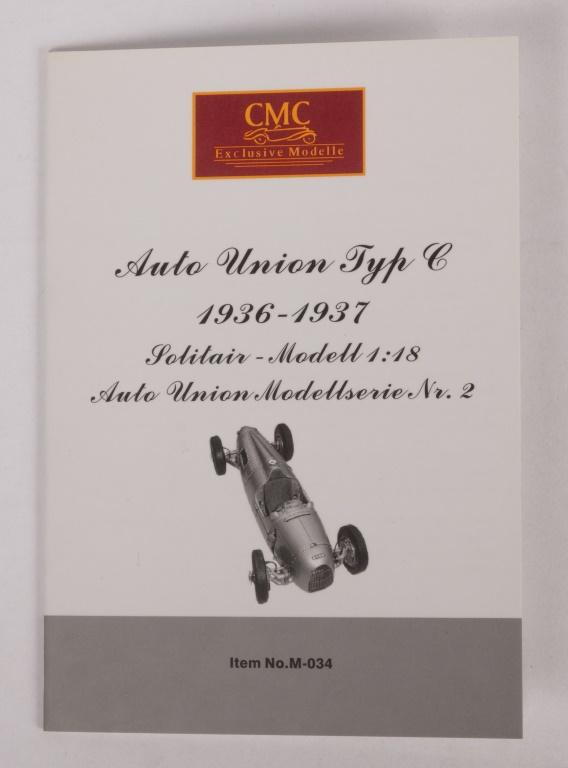 CMC
Exclusive Modelle
Auto Union Typ C
1936-1937
Solitair - Modell 1:18
Auto Union Modellserie Nr. 2
Item No.M-034